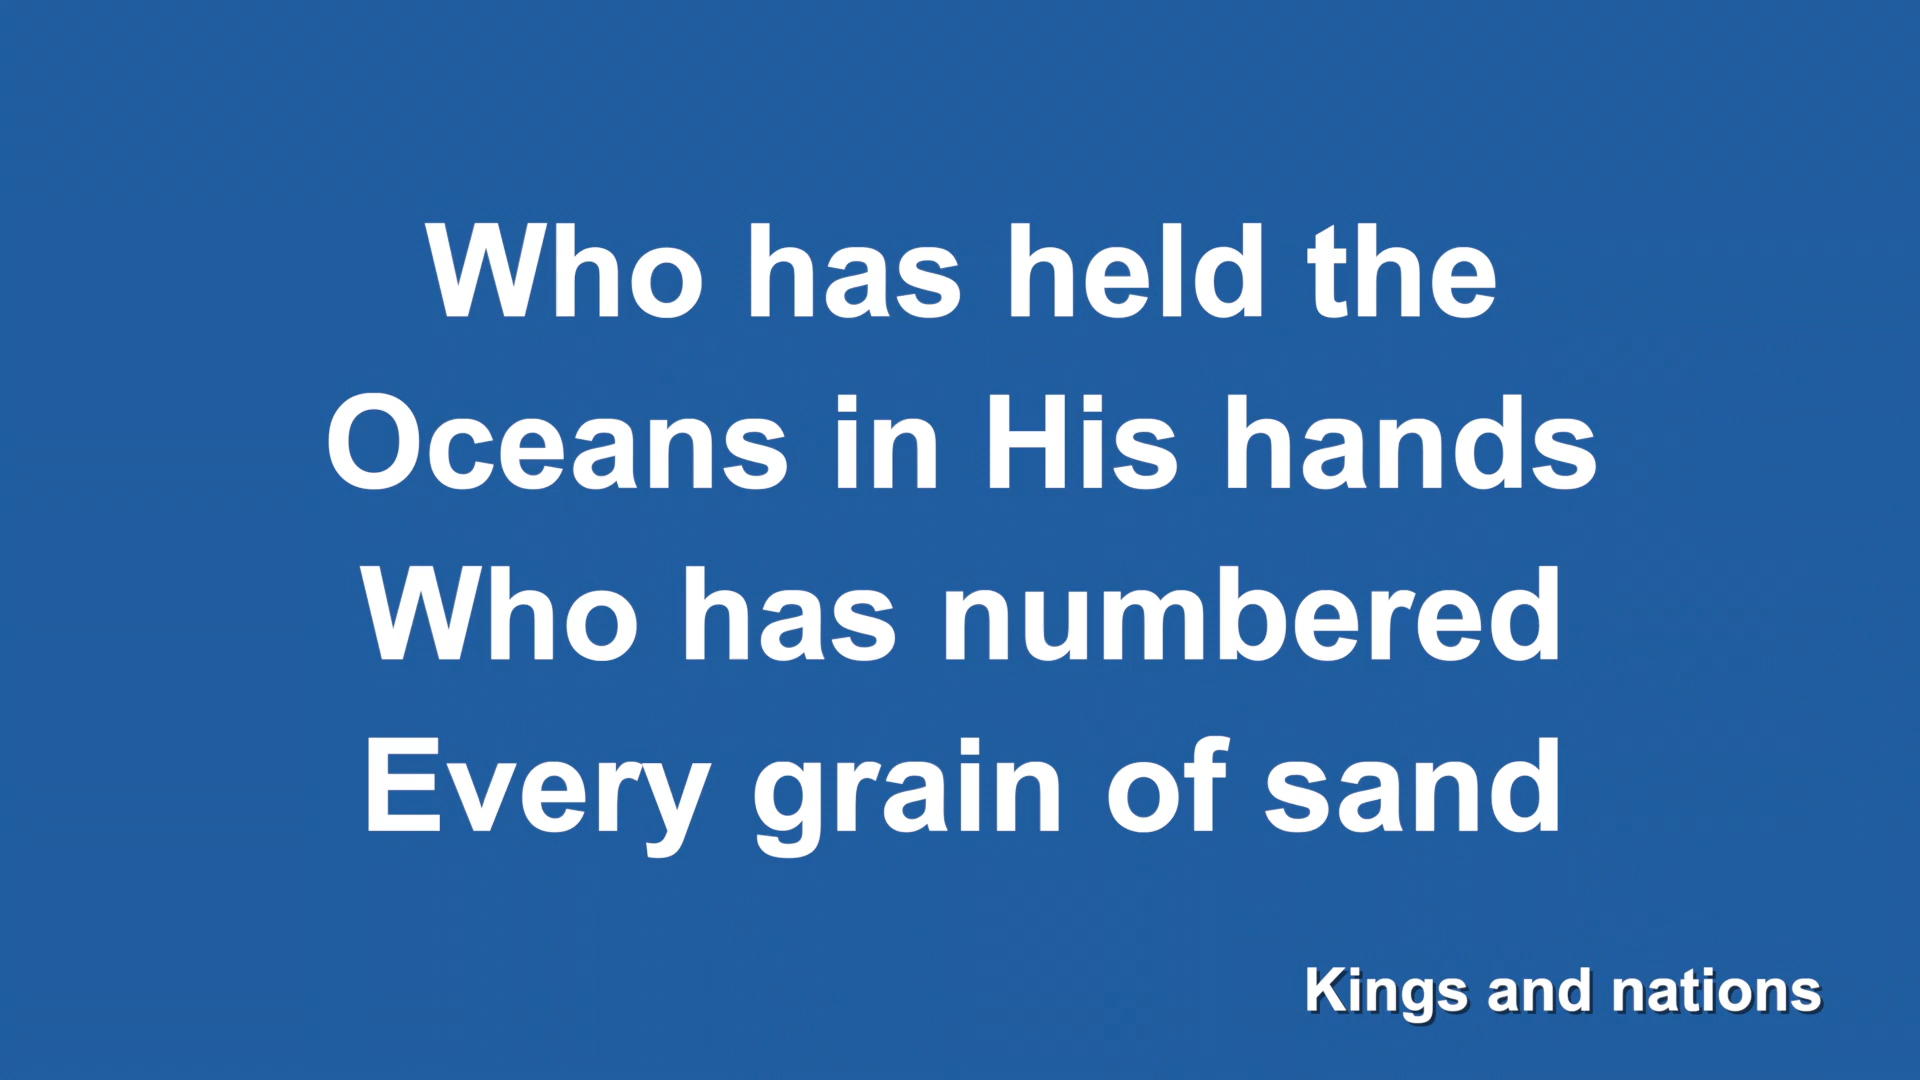 Who has held the
Oceans in His hands
Who has numbered
Every grain of sand
Kings and nations